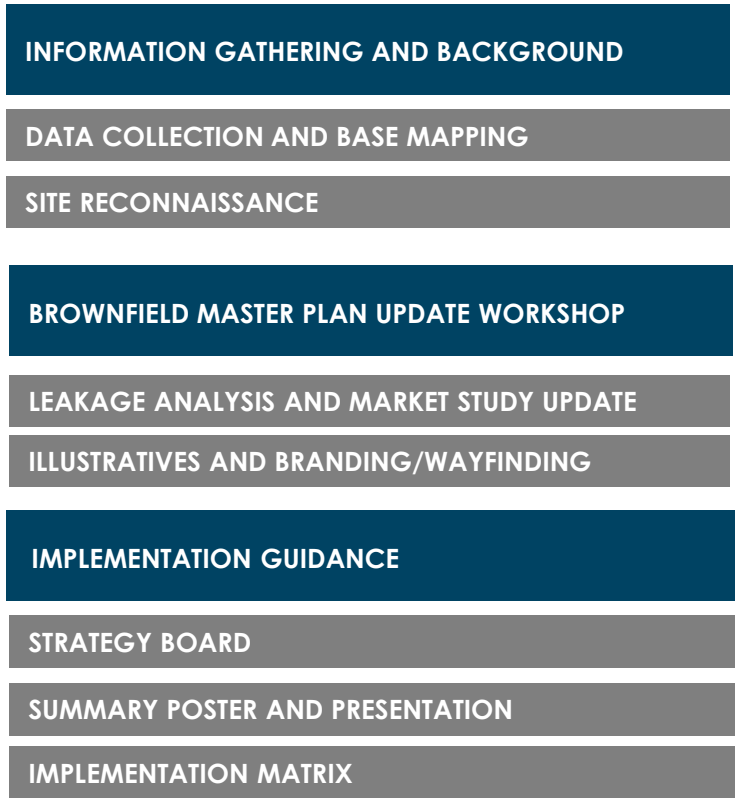 INFORMATION GATHERING AND BACKGROUND
DATA COLLECTION AND BASE MAPPING
SITE RECONNAISSANCE
BROWNFIELD MASTER PLAN UPDATE WORKSHOP
LEAKAGE ANALYSIS AND MARKET STUDY UPDATE
ILLUSTRATIVES AND BRANDING/WAYFINDING
IMPLEMENTATION GUIDANCE
STRATEGY BOARD
SUMMARY POSTER AND PRESENTATION
IMPLEMENTATION MATRIX